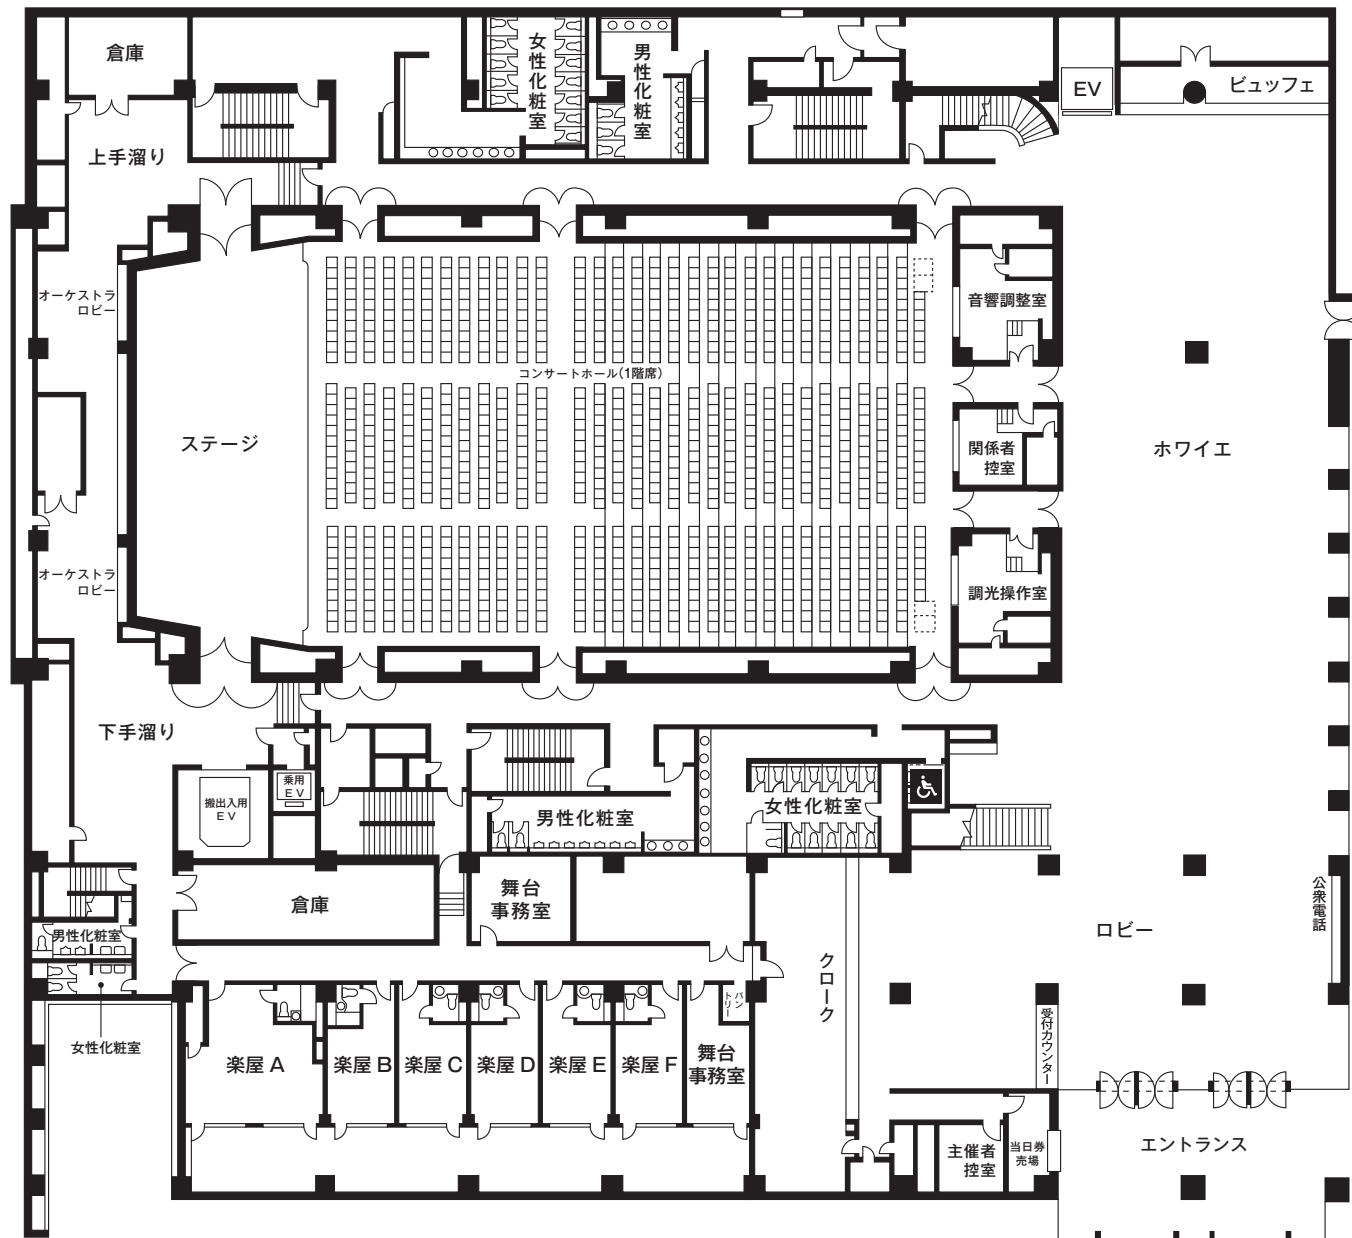 倉庫
女性化粧室
男性化粧室
EV
ビュッフェ
上手溜り
オーケストラ
ロビー
音響調整室
コンサートホール(1階席)
ステージ
関係者
控室
ホワイエ
オーケストラ
ロビー
調光操作室
下手溜り
乗用
EV
搬出入用
EV
男性化粧室
女性化粧室
倉庫
舞台
事務室
公衆電話
男性化粧室
ロビー
クローク
パン
トリー
受付カウンター
女性化粧室
楽屋A
楽屋B
楽屋C
楽屋D
楽屋E
楽屋F
舞台
事務室
主催者
控室
当日券
売場
エントランス